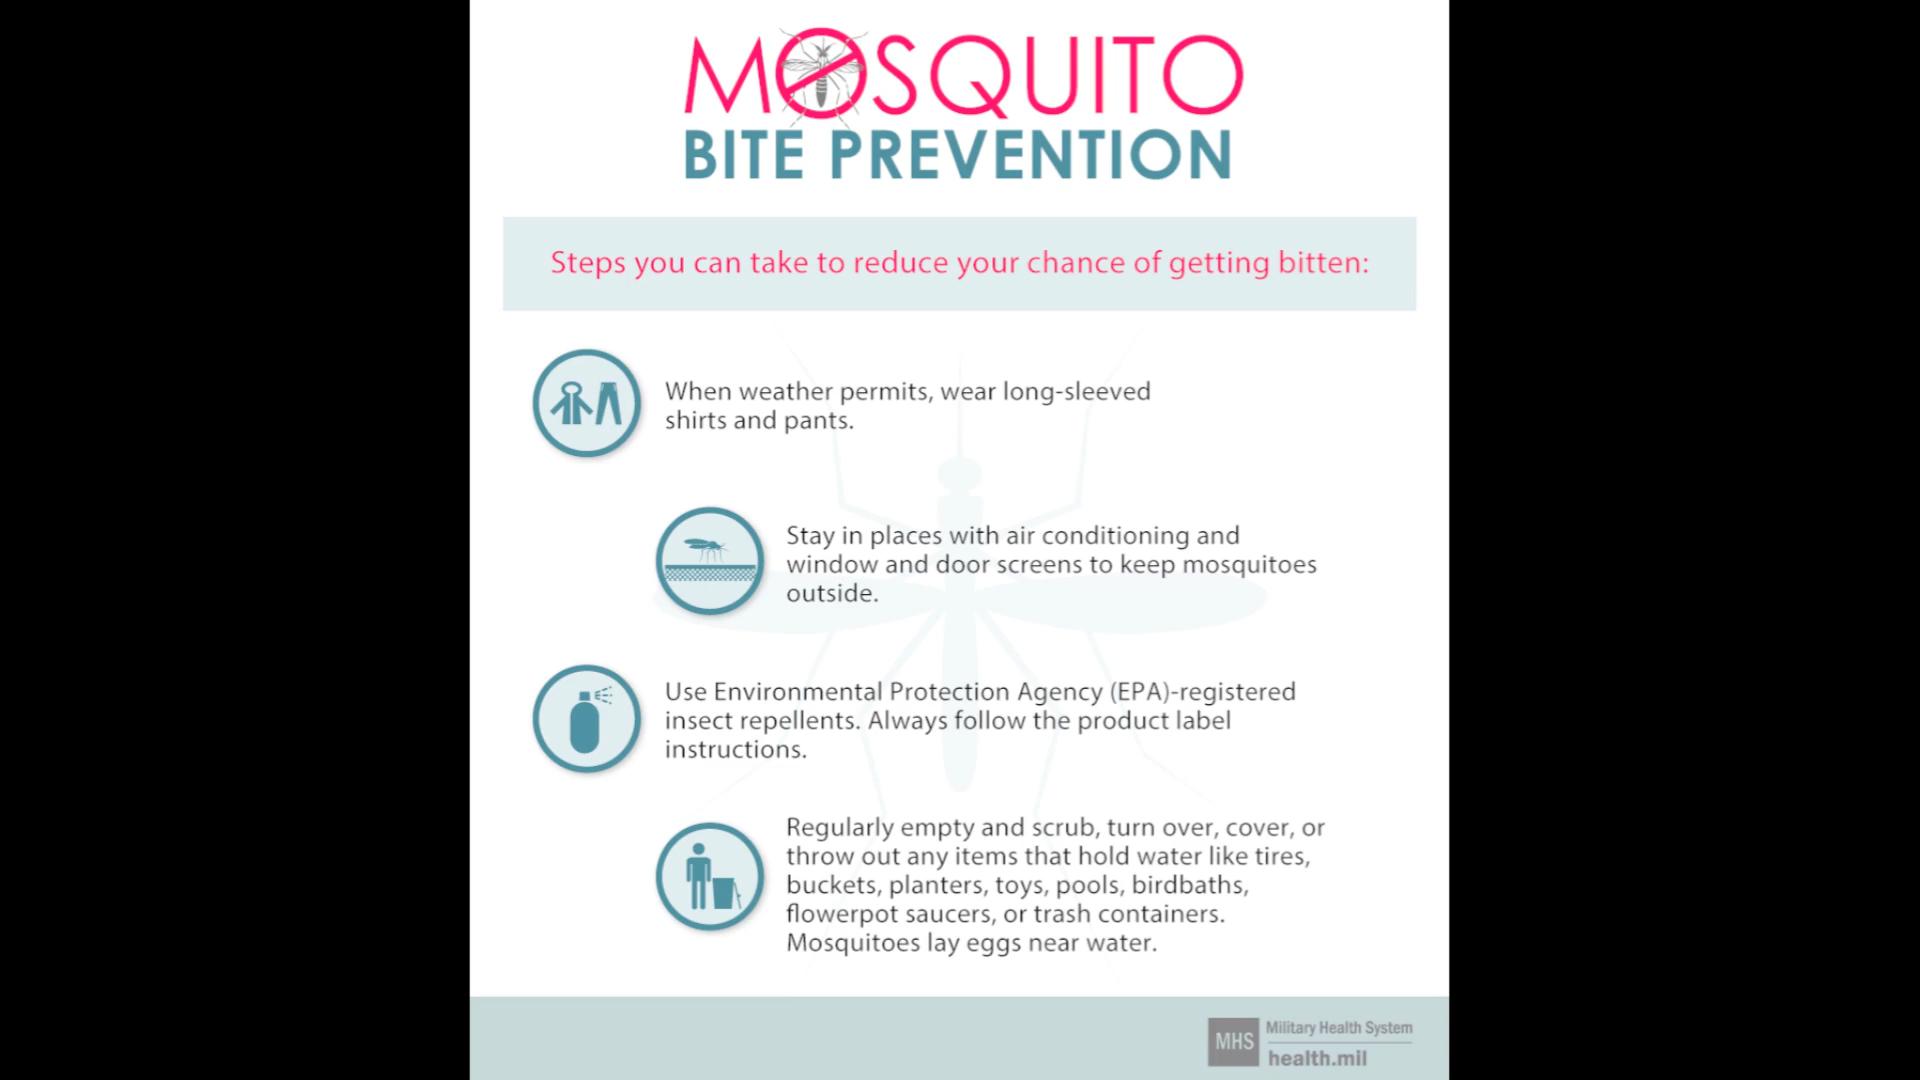 MOSQUITO
BITE PREVENTION
Steps you can take to reduce your chance of getting bitten:
When weather permits, wear long-sleeved
shirts and pants.
Stay in places with air conditioning and
window and door screens to keep mosquitoes
outside.
Use Environmental Protection Agency (EPA)-registered
insect repellents. Always follow the product label
instructions.
Regularly empty and scrub, turn over, cover, or
throw out any items that hold water like tires,
buckets, planters, toys, pools, birdbaths,
flowerpot saucers, or trash containers.
Mosquitoes lay eggs near water.
MHS
Military Health System
health.mil